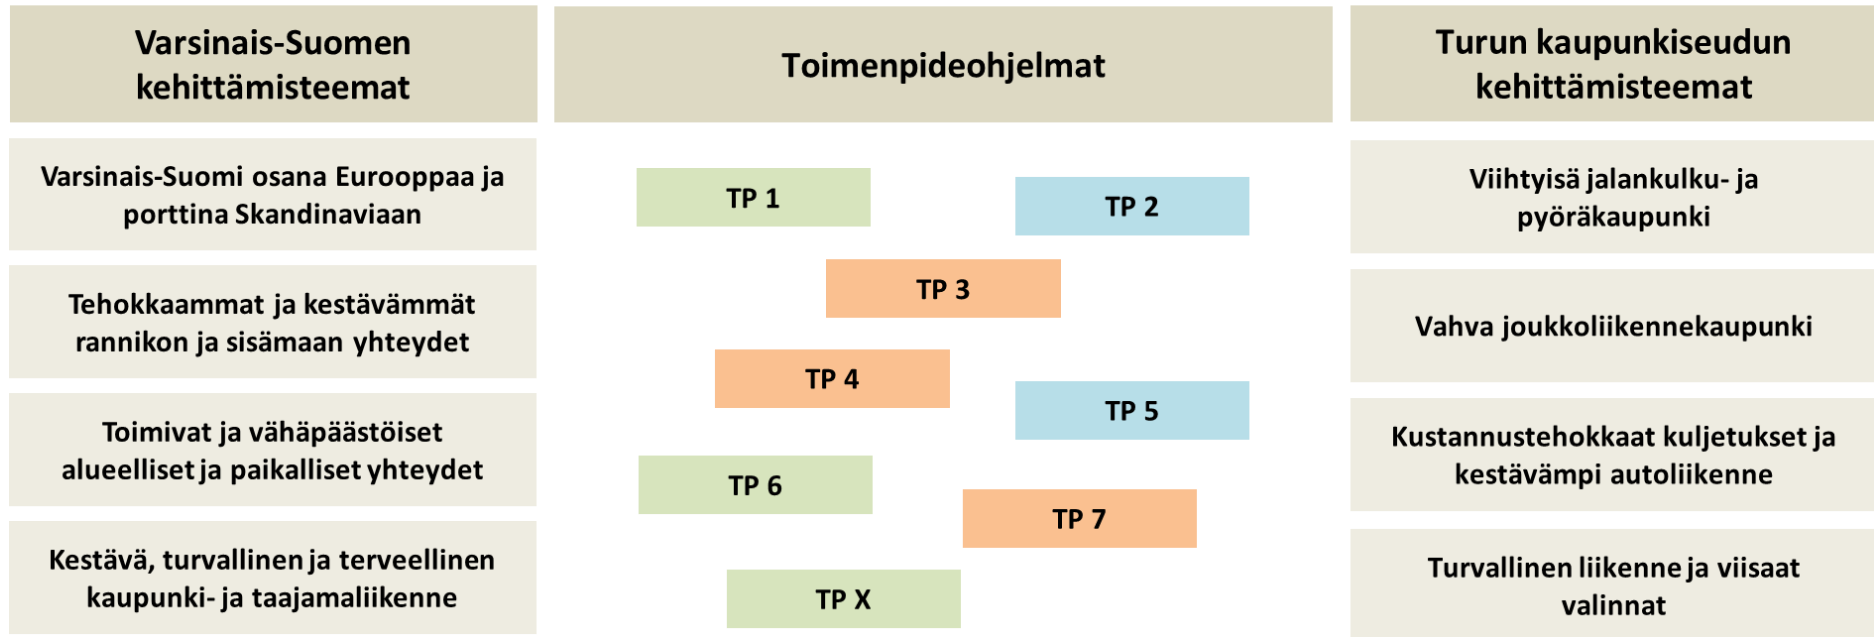 Varsinais-Suomen
kehittämisteemat
Varsinais-Suomi osana Eurooppaa ja
porttina Skandinaviaan
Tehokkaammat ja kestävämmät
rannikon ja sisämaan yhteydet
Toimivat ja vähäpäästöiset
alueelliset ja paikalliset yhteydet
Kestävä, turvallinen ja terveellinen
kaupunki- ja taajamaliikenne
Toimenpideohjelmat
TP 1
TP 2
TP 3
TP 4
TP 5
TP 6
TP 7
TP X
Turun kaupunkiseudun
kehittämisteemat
Viihtyisä jalankulku- ja
pyöräkaupunki
Vahva joukkoliikennekaupunki
Kustannustehokkaat kuljetukset ja
kestävämpi autoliikenne
Turvallinen liikenne ja viisaat
valinnat